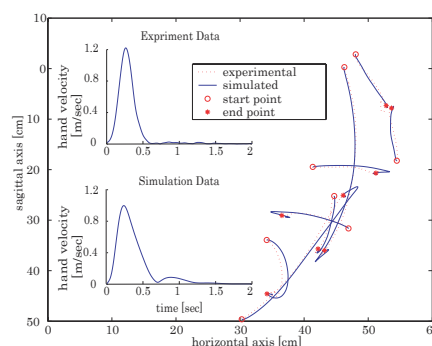 10
0
10
20
30
40
50
sagittal axis [cm]
0
10
20
30
40
50
60
horizontal axis [cm]
Experiment Data
1.2
0.8
0.4
0
hand velocity
[m/sec]
0
0.5
1
1.5
2
experimental
simulated
start point
end point
Simulation Data
1.2
0.8
0.4
0
hand velocity
[m/sec]
0
0.5
1
1.5
2
time [sec]